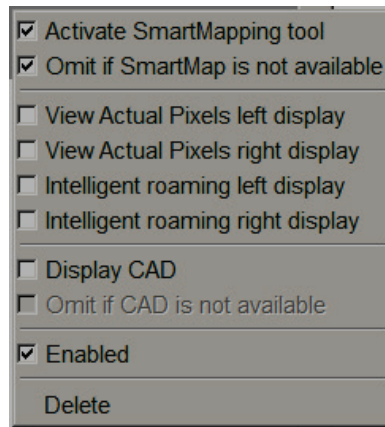 Activate SmartMapping tool
Omit if SmartMap is not available
View Actual Pixels left display
View Actual Pixels right display
Intelligent roaming left display
Intelligent roaming right display
Display CAD
Omit if CAD is not available
Enabled
Delete